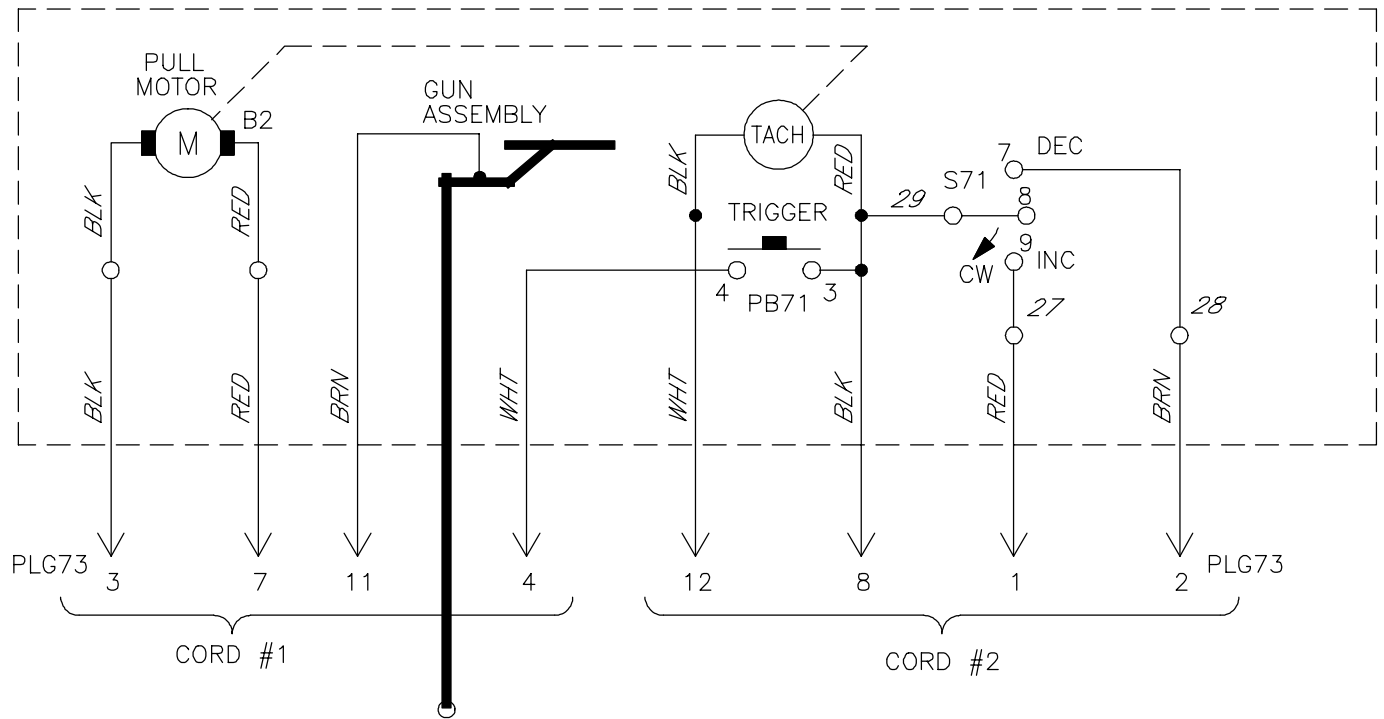 PULL
MOTOR
M
B2
GUN
ASSEMBLY
TACH
BLK
RED
BLK
RED
TRIGGER
4
PB71
3
29
S71
7
DEC
8
9
INC
CW
27
28
BLK
RED
BRN
WHT
WHT
BLK
RED
BRN
PLG73
3
7
11
4
12
8
1
2
PLG73
CORD #1
CORD #2